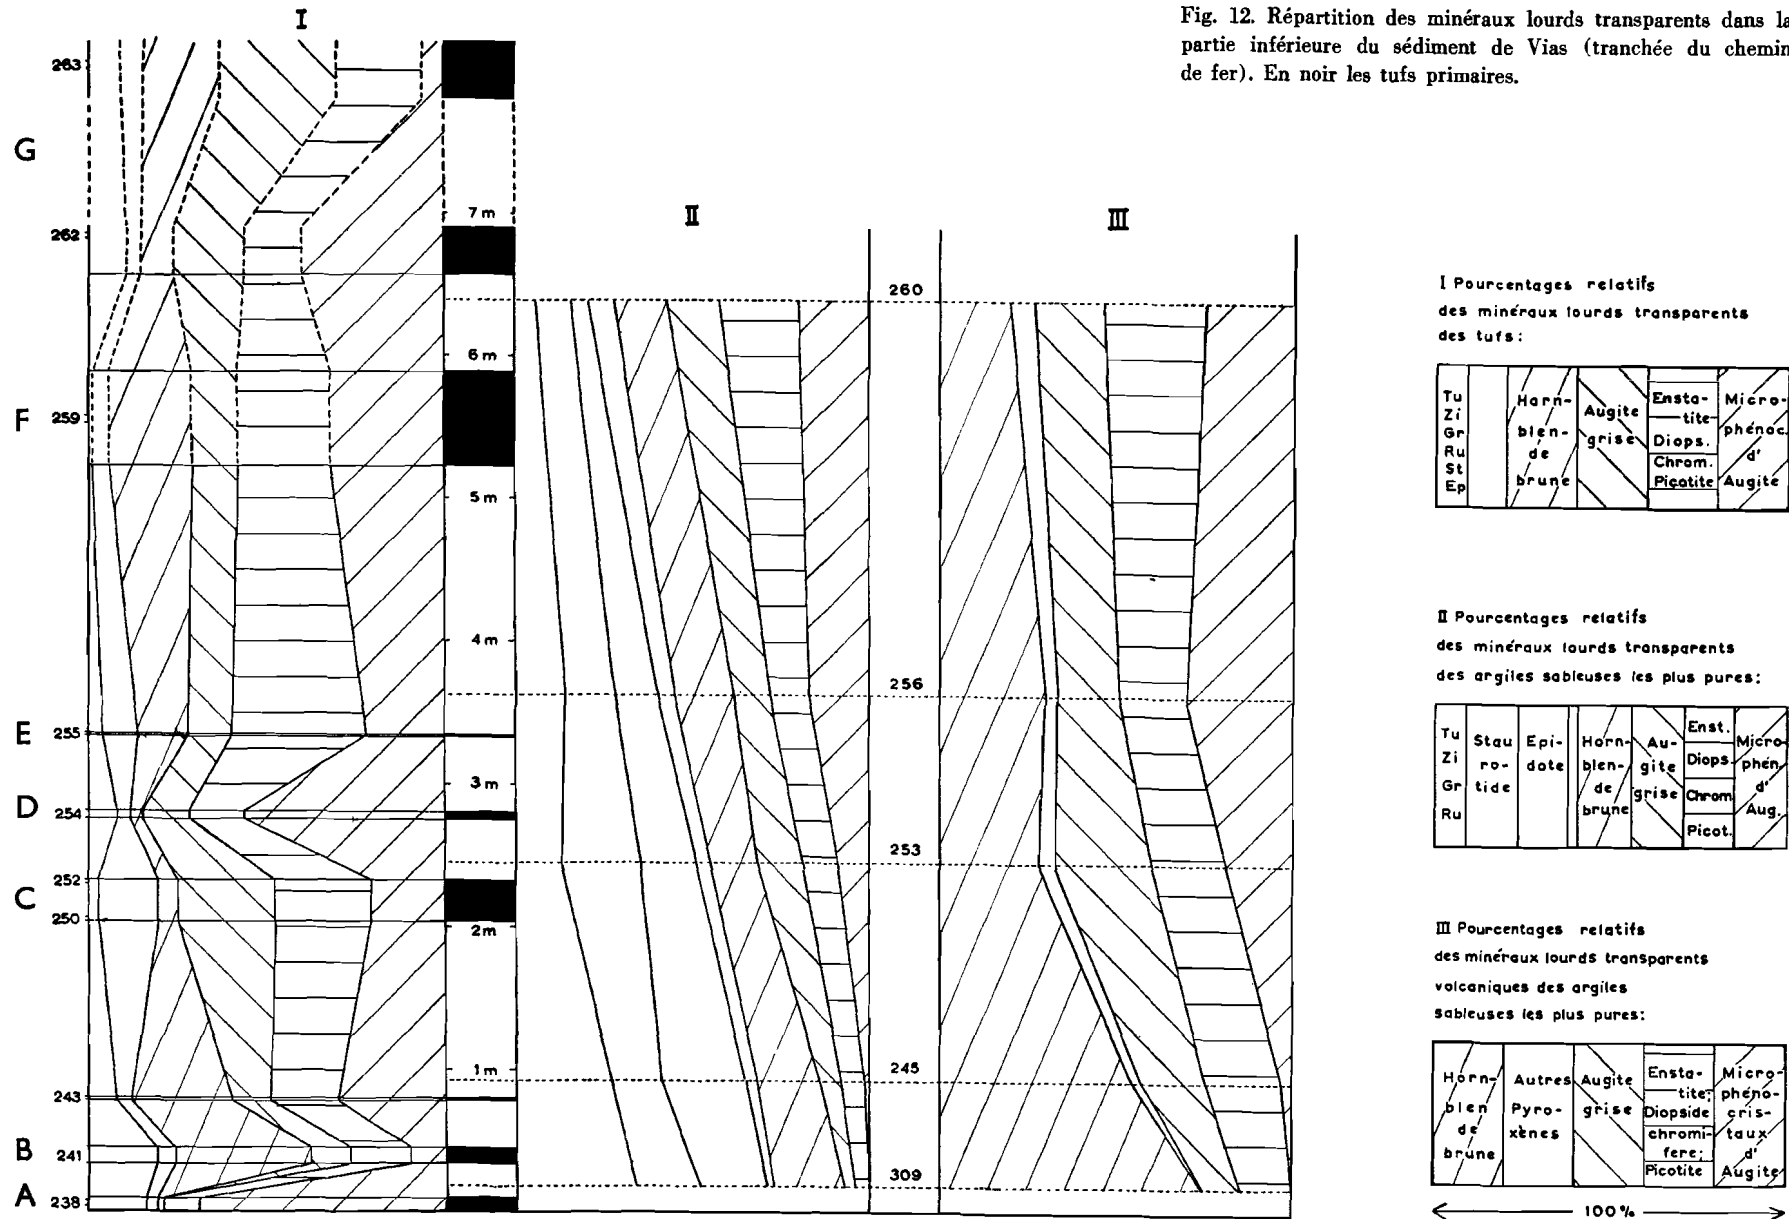 Fig. 12. Répartition des minéraux lourds transparents dans la
partie inférieure du sédiment de Vias (tranchée du chemin
de fer). En noir les tufs primaires.
I
II
III
G
F
E
D
C
B
A
263
262
259
255
254
252
250
243
241
238
7 m
6 m
5 m
4 m
3 m
2 m
1 m
260
256
253
245
309
I Pourcentages relatifs
des minéraux lourds transparents
des tufs:
Tu
Zi
Gr
Ru
St
Ep
Horn-
blen-
de
brune
Augite
grise
Ensta-
tite
Diops.
Chrom.
Picotite
Micro-
phénoc.
d'
Augite
II Pourcentages relatifs
des minéraux lourds transparents
des argiles sableuses les plus pures:
Tu
Zi
Gr
Ru
Stau
ro-
tide
Epi-
dote
Horn-
blen-
de
brune
Au-
gite
grise
Enst.
Diops.
Chrom
Picot.
Micro-
phén.
d'
Aug.
III Pourcentages relatifs
des minéraux lourds transparents
volcaniques des argiles
sableuses les plus pures:
Horn-
blen
de
brune
Autres
Pyro-
xènes
Augite
grise
Ensta-
tite;
Diopside
chromi-
fere;
Picotite
Micro-
phéno-
cris-
taux
d'
Augite
100%